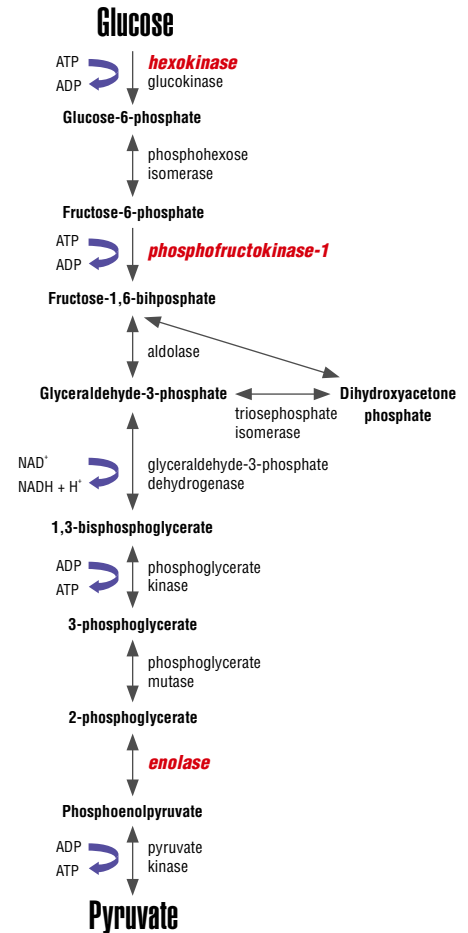 Glucose
ATP
ADP
hexokinase
glucokinase
Glucose-6-phosphate
phosphohexose
isomerase
Fructose-6-phosphate
ATP
ADP
phosphofructokinase-1
Fructose-1,6-bihposphate
aldolase
Glyceraldehyde-3-phosphate
Dihydroxyacetone
phosphate
triosephosphate
isomerase
NAD⁺
NADH + H⁺
glyceraldehyde-3-phosphate
dehydrogenase
1,3-bisphosphoglycerate
ADP
ATP
phosphoglycerate
kinase
3-phosphoglycerate
phosphoglycerate
mutase
2-phosphoglycerate
enolase
Phosphoenolpyruvate
ADP
ATP
pyruvate
kinase
Pyruvate